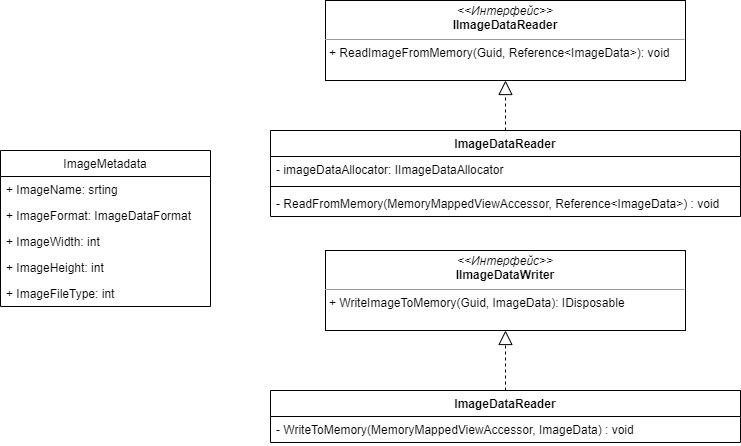 <<Интерфейс>>
IImageDataReader
+ ReadImageFromMemory(Guid, Reference<ImageData>): void
ImageDataReader
- imageDataAllocator: IImageDataAllocator
- ReadFromMemory(MemoryMappedViewAccessor, Reference<ImageData>) : void
ImageMetadata
+ ImageName: srting
+ ImageFormat: ImageDataFormat
+ ImageWidth: int
+ ImageHeight: int
+ ImageFileType: int
<<Интерфейс>>
IImageDataWriter
+ WriteImageToMemory(Guid, ImageData): IDisposable
ImageDataReader
- WriteToMemory(MemoryMappedViewAccessor, ImageData) : void